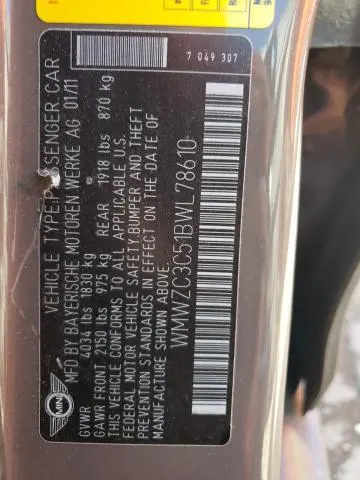 VEHICLE TYPE: PASSENGER CAR
MFD BY BAYERISCHE MOTOREN WERKE AG 01/11
GVWR 4034 lbs 1830 kg
GAWR FRONT 2150 lbs 975 kg REAR 1918 lbs 870 kg
THIS VEHICLE CONFORMS TO ALL APPLICABLE U.S.
FEDERAL MOTOR VEHICLE SAFETY,BUMPER AND THEFT
PREVENTION STANDARDS IN EFFECT ON THE DATE OF
MANUFACTURE SHOWN ABOVE.
WMWZC3C51BWL78610
7 049 307
MINI